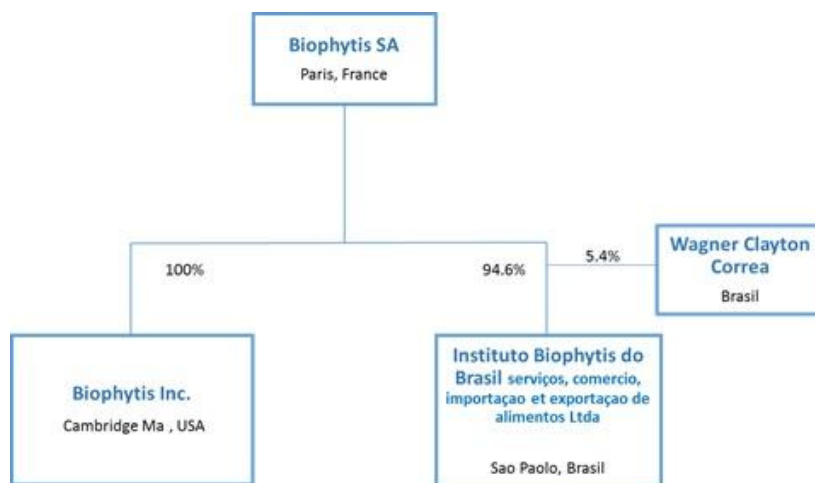 Biophytis SA
Paris, France
100%
94.6%
5.4%
Wagner Clayton
Correa
Brasil
Biophytis Inc.
Cambridge Ma , USA
Instituto Biophytis do
Brasil serviços, comercio,
importaçao et exportaçao de
alimentos Ltda
Sao Paolo, Brasil